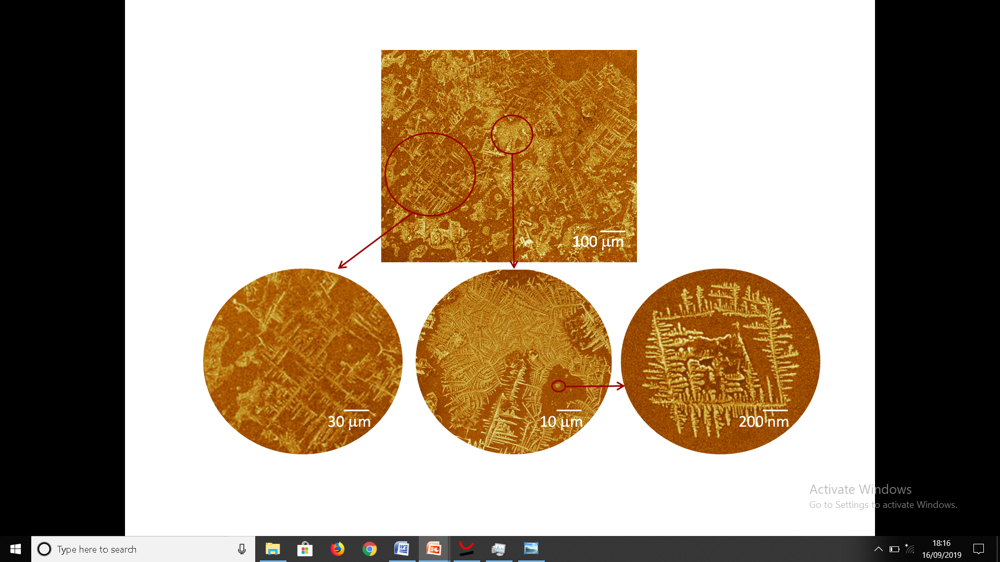 100 µm
30 µm
10 µm
200 nm
Activate Windows
Go to Settings to activate Windows.
Type here to search
18:16
16/09/2019